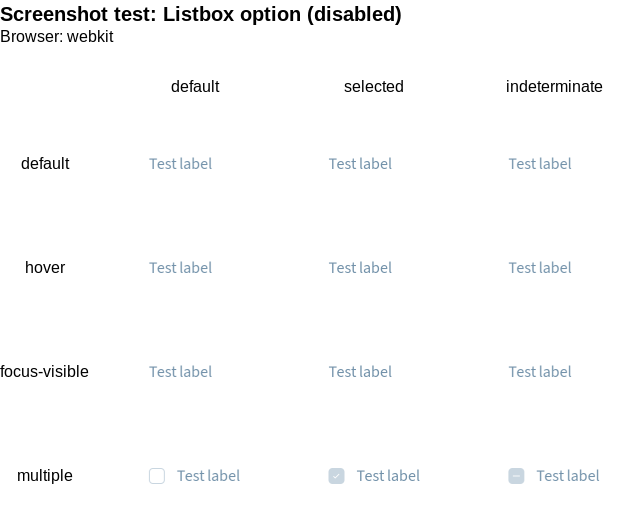 Screenshot test: Listbox option (disabled)
Browser: webkit
default selected indeterminate
default Test label Test label Test label
hover Test label Test label Test label
focus-visible Test label Test label Test label
multiple Test label Test label Test label